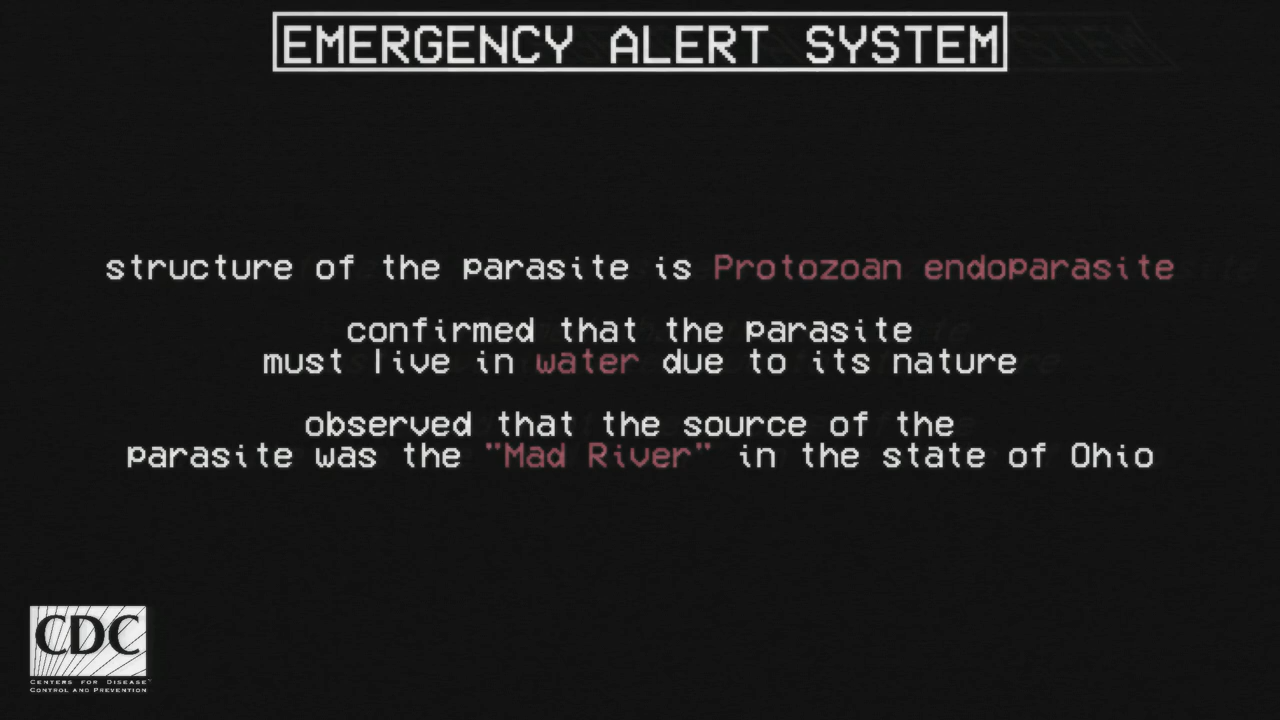 EMERGENCY ALERT SYSTEM
structure of the parasite is Protozoan endoparasite
confirmed that the parasite
must live in water due to its nature
observed that the source of the
parasite was the "Mad River" in the state of Ohio
CDC
CENTERS FOR DISEASE
CONTROL AND PREVENTION